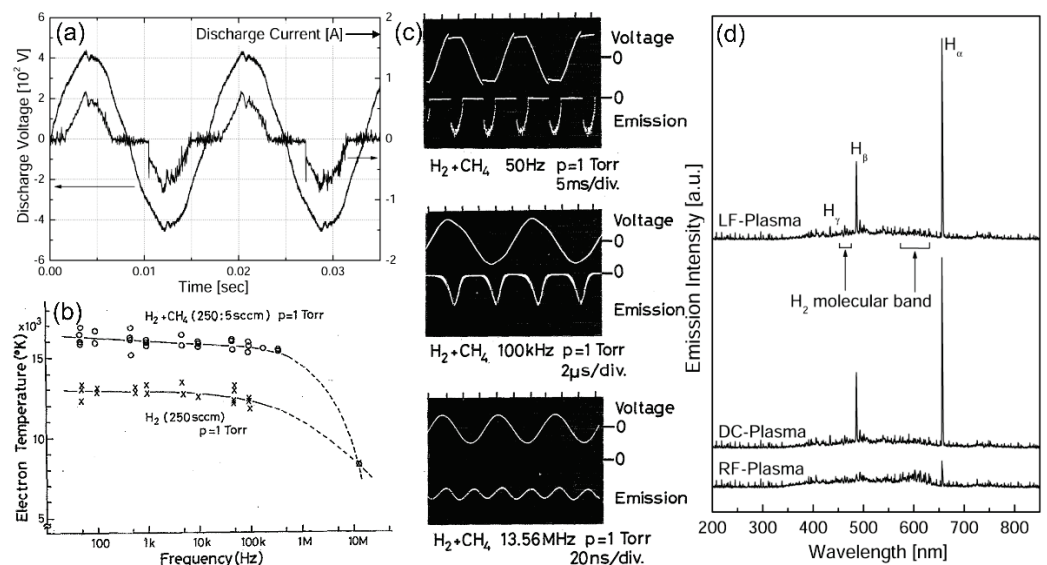 (a)
Discharge Current [A]
Discharge Voltage [10² V]
6
4
2
0
-2
-4
-6
2
1
0
-1
-2
0.00
0.01
0.02
0.03
Time [sec]
(b)
H₂+CH₄ (250:5sccm) p=1Torr
H₂ (250sccm)
p=1Torr
Electron Temperature (°K)
×10³
15
10
5
100
1k
10k
100k
1M
10M
Frequency (Hz)
(c)
Voltage
0
0
Emission
H₂+CH₄ 50Hz p=1 Torr
5ms/div.
Voltage
0
0
Emission
H₂+CH₄ 100kHz p=1 Torr
2µs/div.
Voltage
0
0
Emission
H₂+CH₄ 13.56MHz p=1 Torr
20ns/div.
(d)
Hα
Hβ
Hγ
LF-Plasma
H₂ molecular band
DC-Plasma
RF-Plasma
Emission Intensity [a.u.]
200
300
400
500
600
700
800
Wavelength [nm]